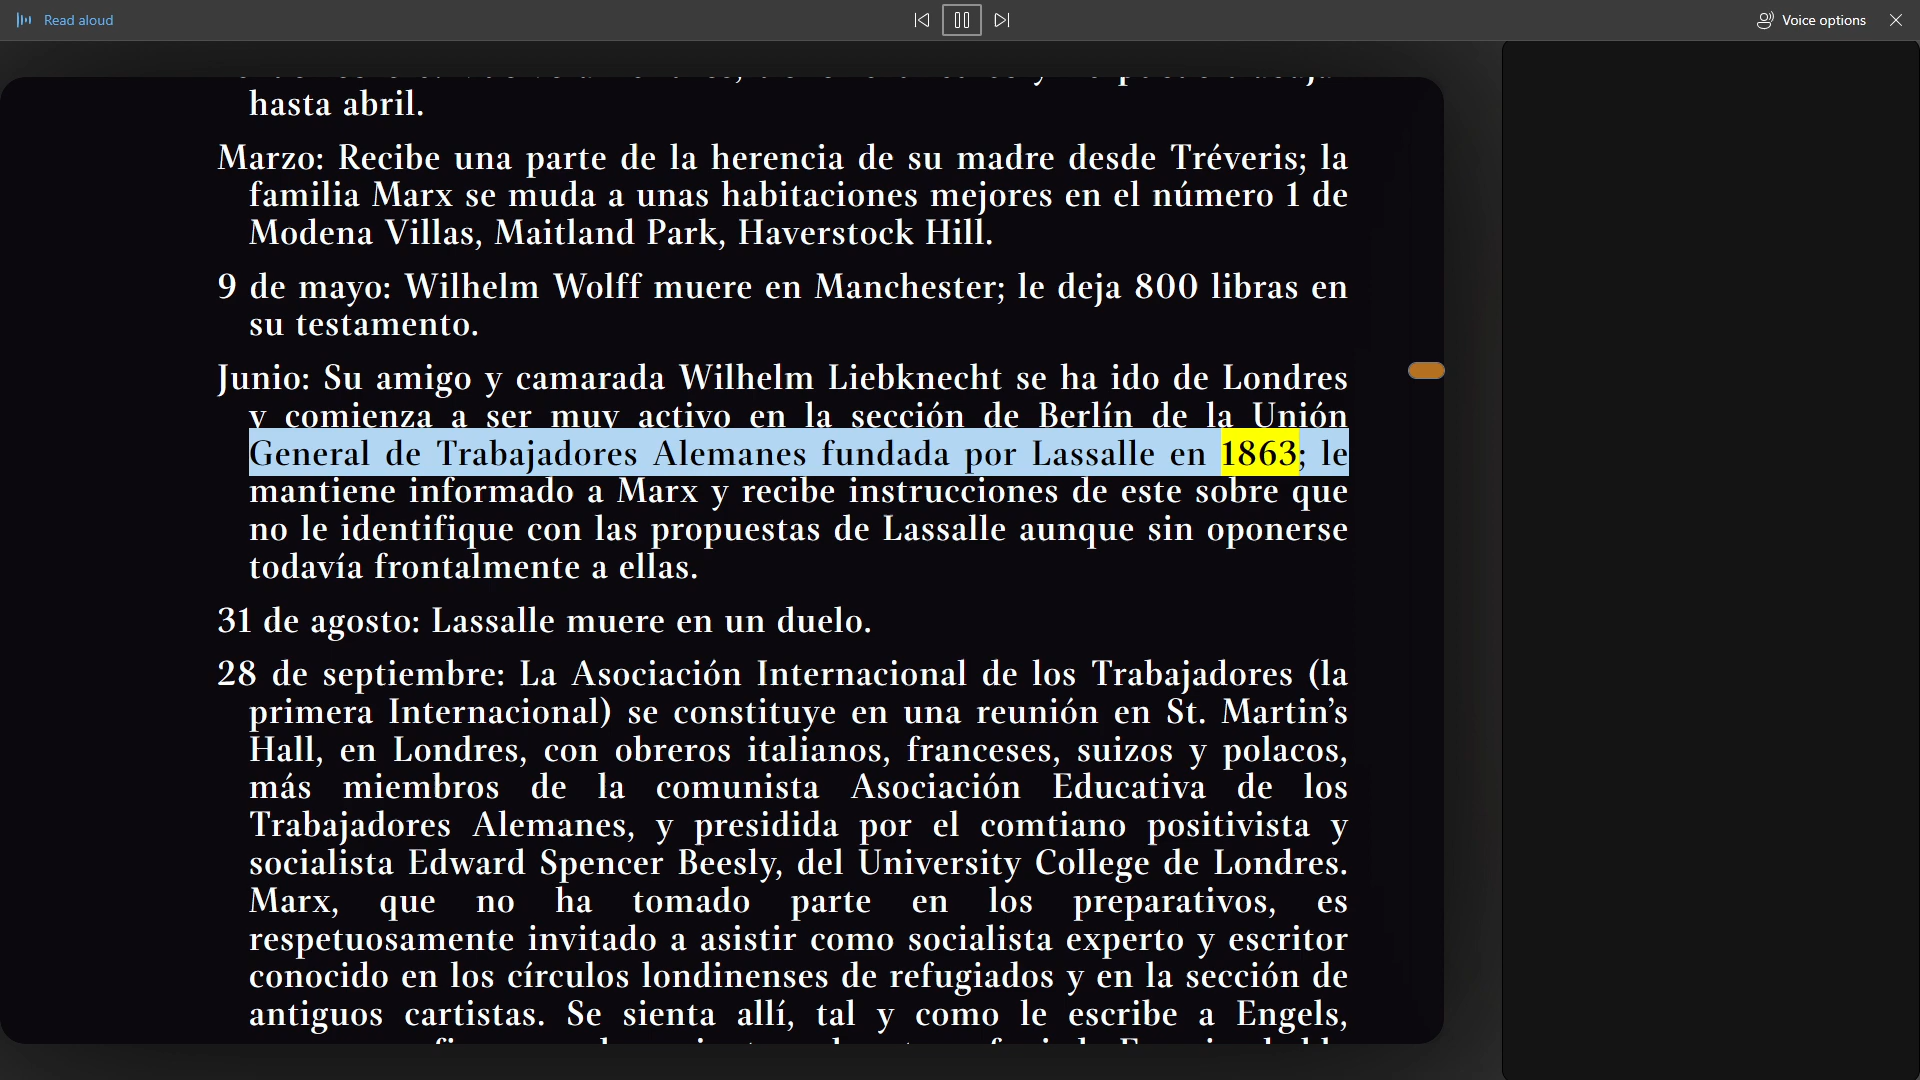 Read aloud
Voice options
hasta abril.
Marzo: Recibe una parte de la herencia de su madre desde Tréveris; la
familia Marx se muda a unas habitaciones mejores en el número 1 de
Modena Villas, Maitland Park, Haverstock Hill.
9 de mayo: Wilhelm Wolff muere en Manchester; le deja 800 libras en
su testamento.
Junio: Su amigo y camarada Wilhelm Liebknecht se ha ido de Londres
y comienza a ser muy activo en la sección de Berlín de la Unión
General de Trabajadores Alemanes fundada por Lassalle en 1863; le
mantiene informado a Marx y recibe instrucciones de este sobre que
no le identifique con las propuestas de Lassalle aunque sin oponerse
todavía frontalmente a ellas.
31 de agosto: Lassalle muere en un duelo.
28 de septiembre: La Asociación Internacional de los Trabajadores (la
primera Internacional) se constituye en una reunión en St. Martin’s
Hall, en Londres, con obreros italianos, franceses, suizos y polacos,
más miembros de la comunista Asociación Educativa de los
Trabajadores Alemanes, y presidida por el comtiano positivista y
socialista Edward Spencer Beesly, del University College de Londres.
Marx, que no ha tomado parte en los preparativos, es
respetuosamente invitado a asistir como socialista experto y escritor
conocido en los círculos londinenses de refugiados y en la sección de
antiguos cartistas. Se sienta allí, tal y como le escribe a Engels,